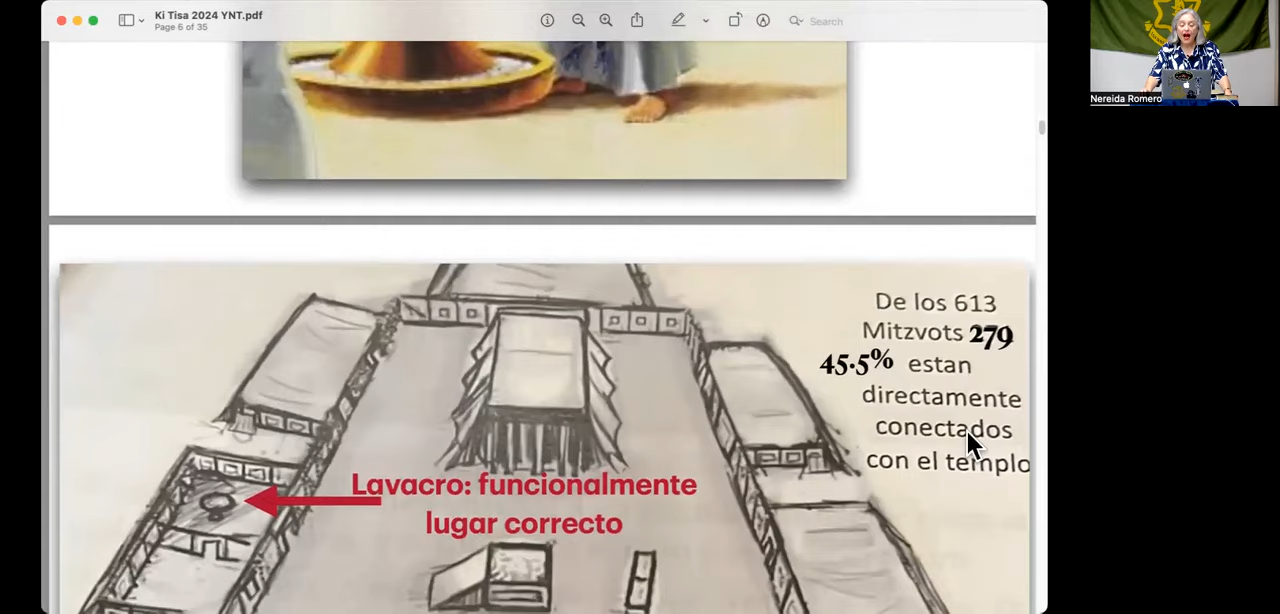 Ki Tisa 2024 YNT.pdf
Page 6 of 35
Search
Nereida Romero
De los 613
Mitzvots 279
45.5% estan
directamente
conectados
con el templo
Lavacro: funcionalmente
lugar correcto